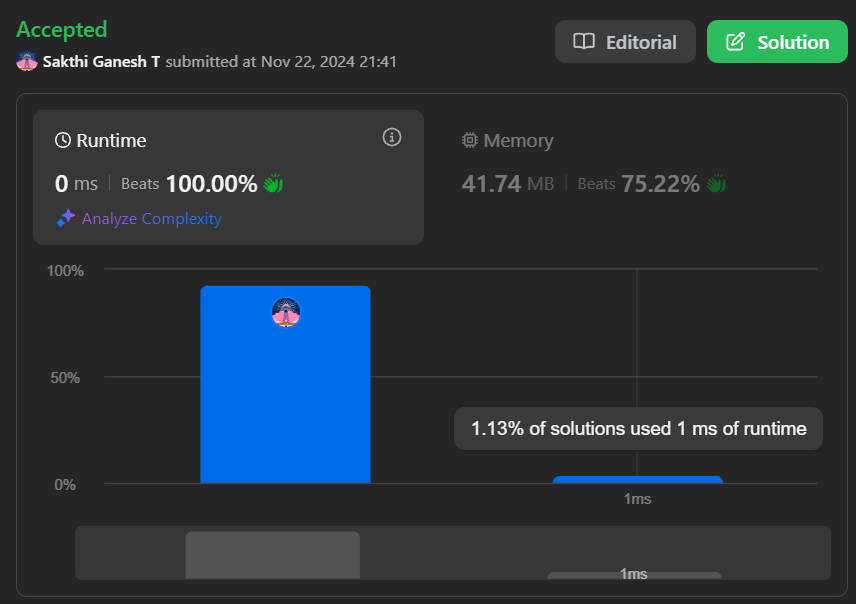 Accepted
Sakthi Ganesh T submitted at Nov 22, 2024 21:41
Editorial
Solution
Runtime
0 ms | Beats 100.00%
Analyze Complexity
Memory
41.74 MB | Beats 75.22%
100%
50%
0%
1.13% of solutions used 1 ms of runtime
1ms
1ms